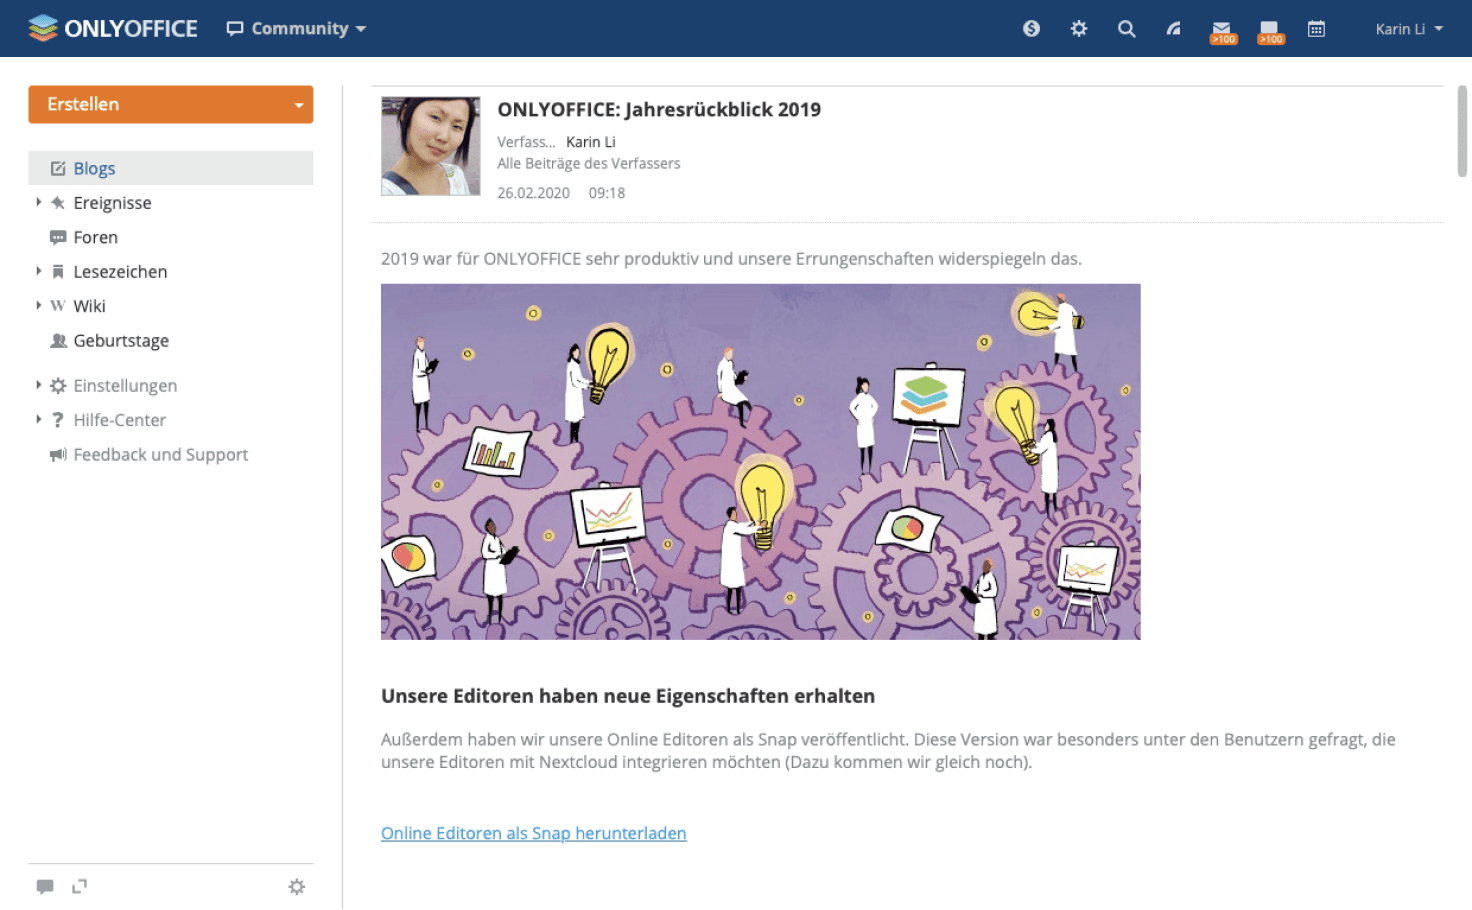 ONLYOFFICE Community Karin Li
>100 >100
Erstellen
Blogs
Ereignisse
Foren
Lesezeichen
W Wiki
Geburtstage
Einstellungen
? Hilfe-Center
Feedback und Support
ONLYOFFICE: Jahresrückblick 2019
Verfass... Karin Li
Alle Beiträge des Verfassers
26.02.2020 09:18
2019 war für ONLYOFFICE sehr produktiv und unsere Errungenschaften widerspiegeln das.
Unsere Editoren haben neue Eigenschaften erhalten
Außerdem haben wir unsere Online Editoren als Snap veröffentlicht. Diese Version war besonders unter den Benutzern gefragt, die
unsere Editoren mit Nextcloud integrieren möchten (Dazu kommen wir gleich noch).
Online Editoren als Snap herunterladen